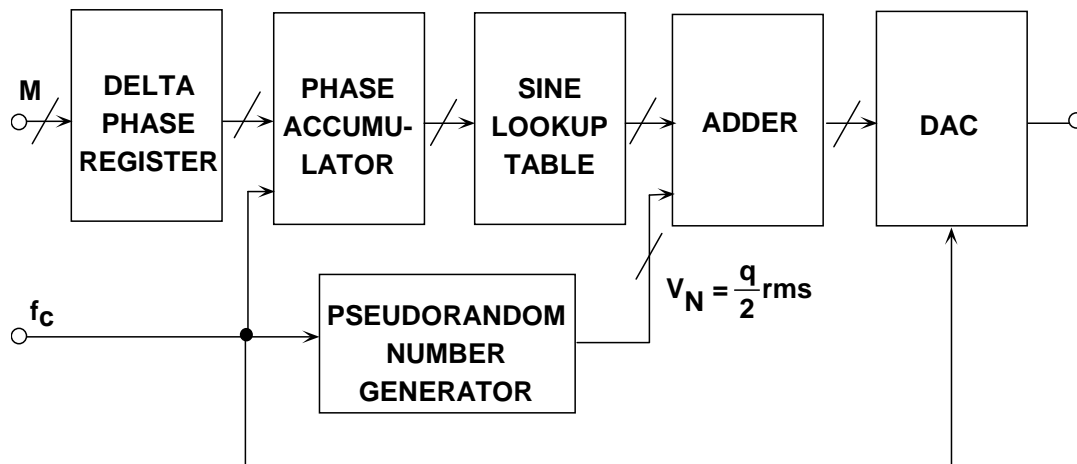 M
DELTA
PHASE
REGISTER
PHASE
ACCUMU-
LATOR
SINE
LOOKUP
TABLE
ADDER
DAC
fc
PSEUDORANDOM
NUMBER
GENERATOR
VN = q/2 rms